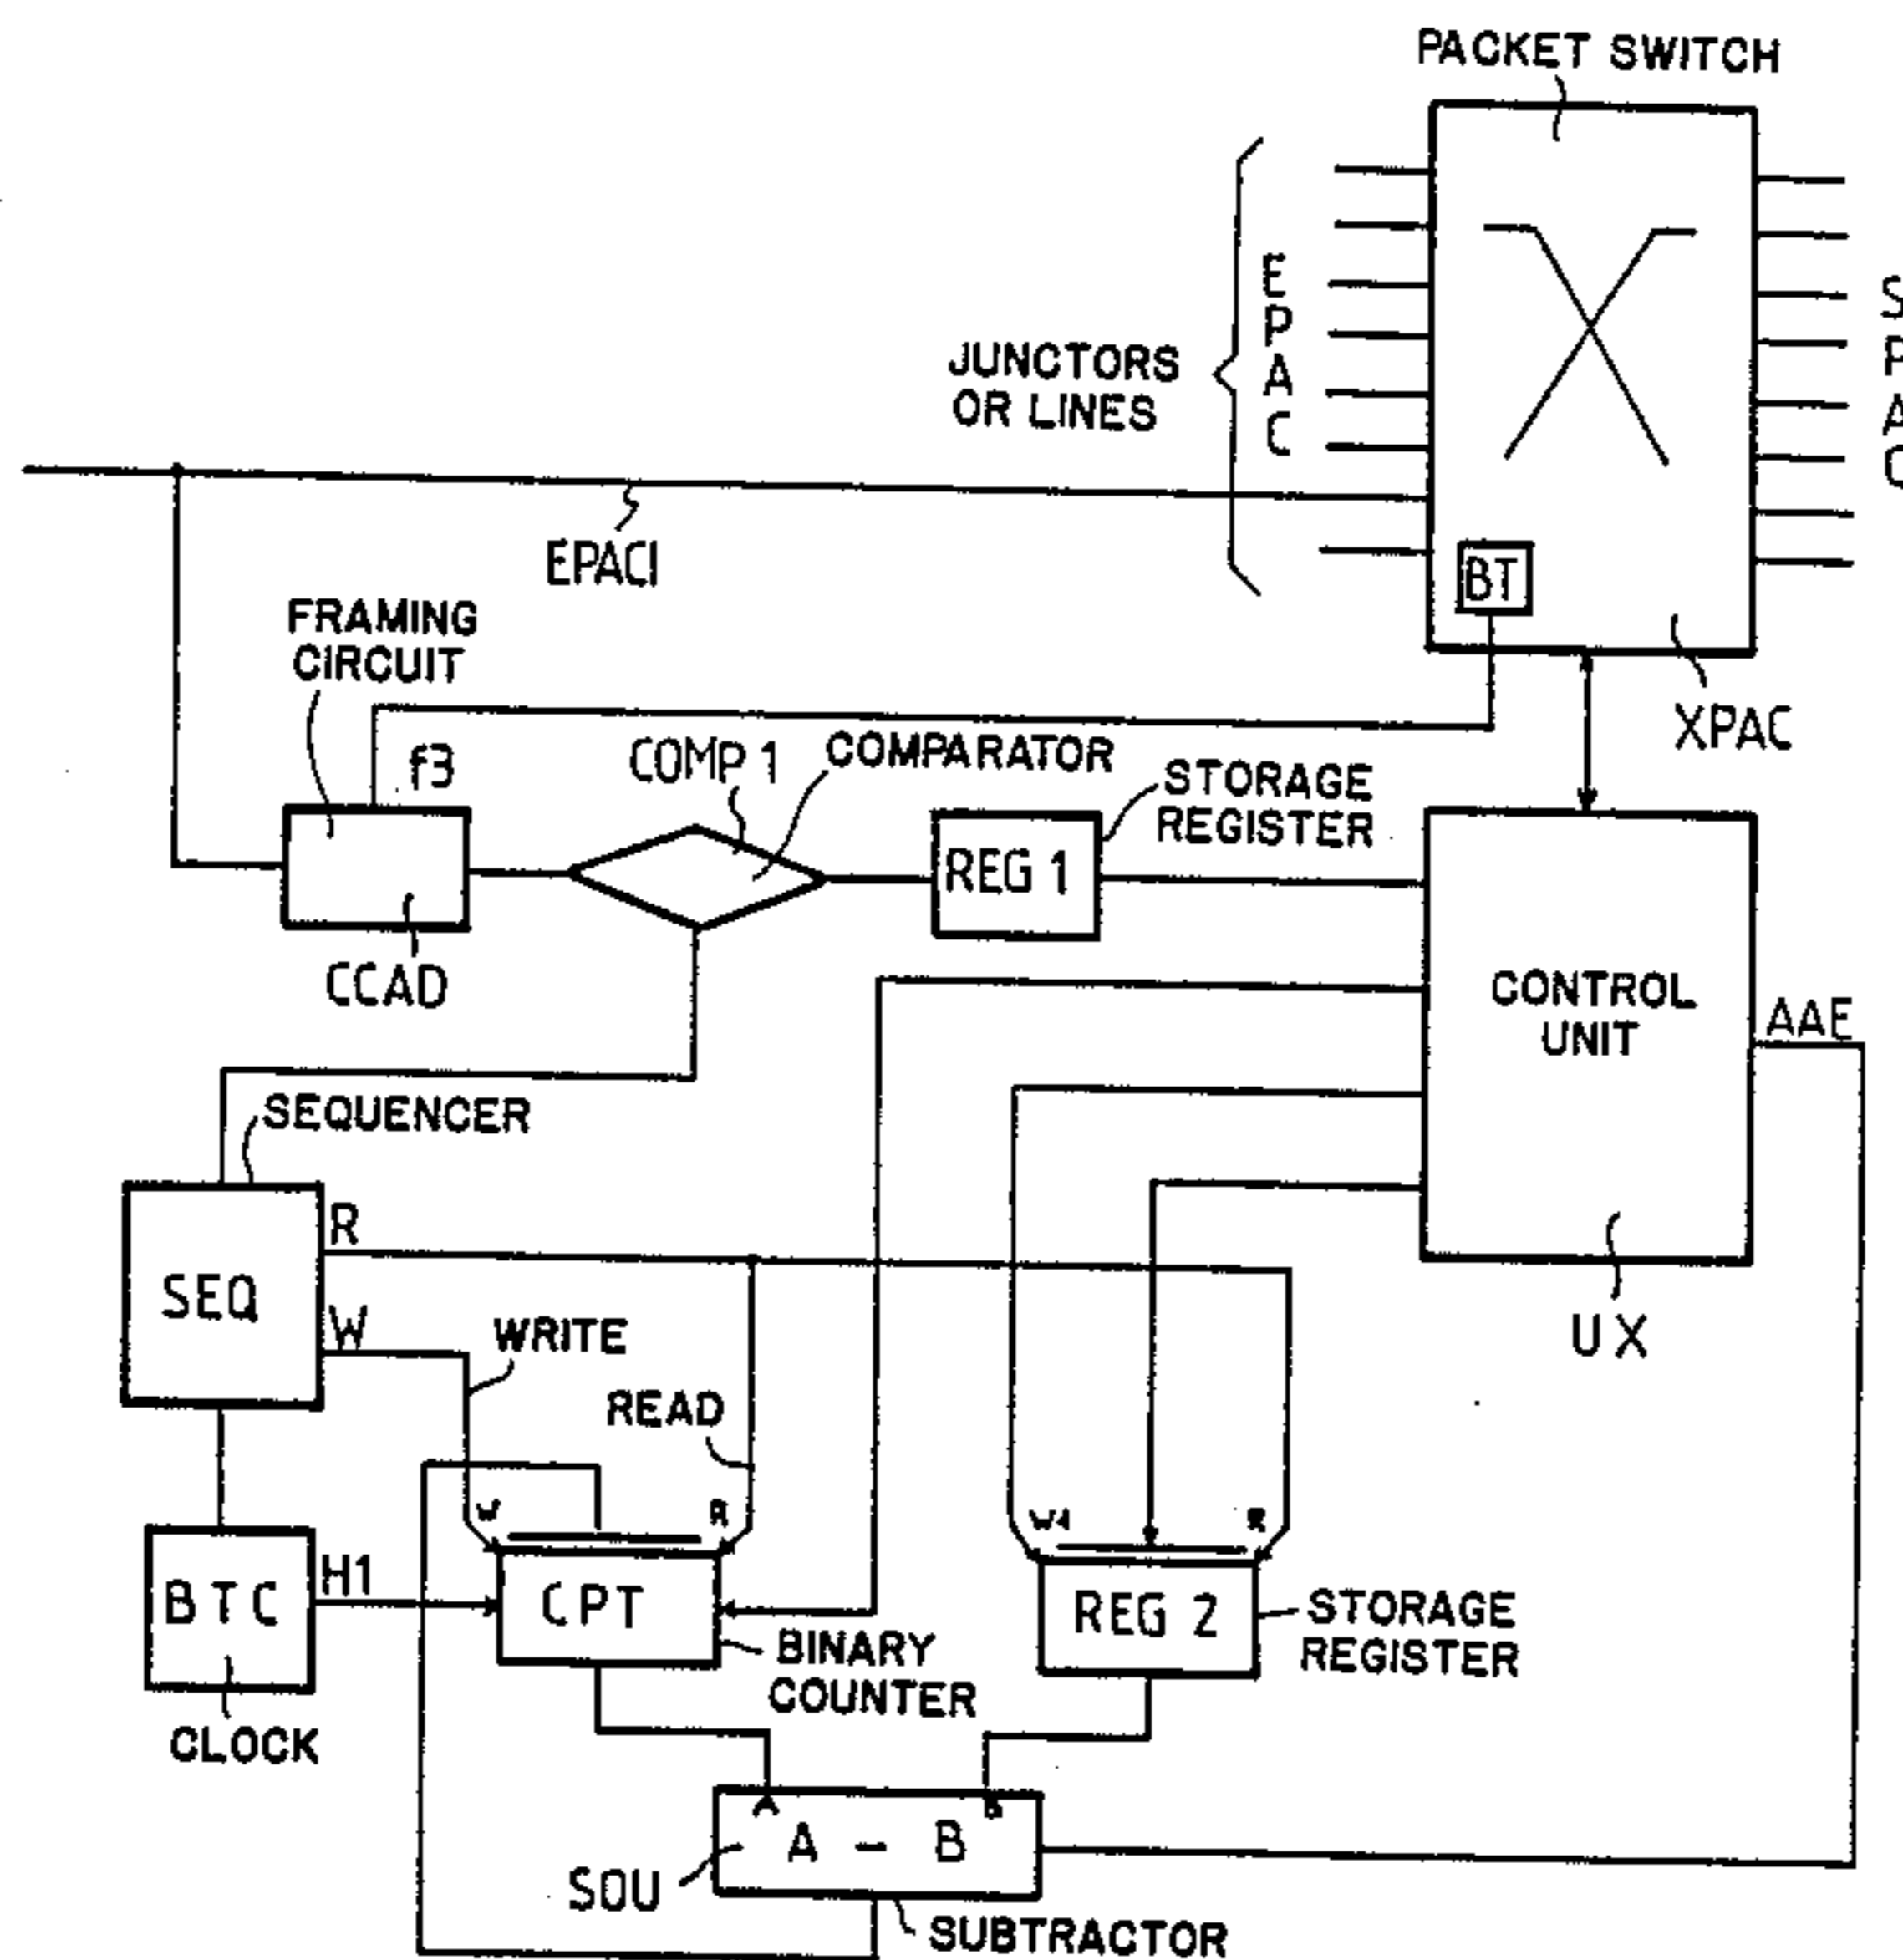 PACKET SWITCH
E
P
A
C
S
P
A
C
JUNCTORS
OR LINES
EPACI
BT
XPAC
FRAMING
CIRCUIT
f3
COMP 1
COMPARATOR
STORAGE
REGISTER
REG 1
CCAD
CONTROL
UNIT
AAE
UX
SEQUENCER
SEQ
R
W
WRITE
READ
W
R
W1
R
BTC
H1
CPT
REG 2
STORAGE
REGISTER
BINARY
COUNTER
CLOCK
A
B
A - B
SOU
SUBTRACTOR